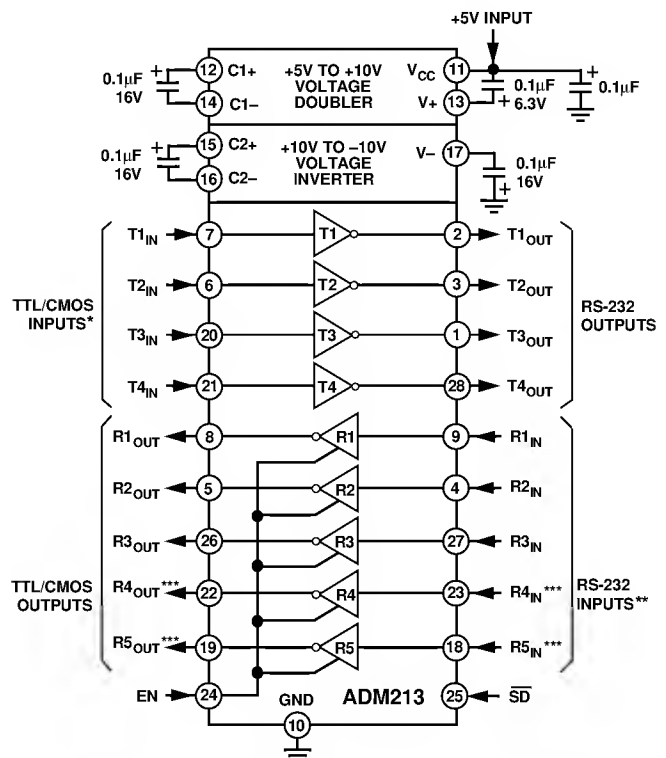 +5V INPUT
0.1µF
16V
12 C1+
14 C1–
+5V TO +10V
VOLTAGE
DOUBLER
VCC 11
V+ 13
0.1µF
6.3V
0.1µF
0.1µF
16V
15 C2+
16 C2–
+10V TO –10V
VOLTAGE
INVERTER
V– 17
0.1µF
16V
TTL/CMOS
INPUTS*
T1IN 7 T1 2 T1OUT
T2IN 6 T2 3 T2OUT
T3IN 20 T3 1 T3OUT
T4IN 21 T4 28 T4OUT
RS-232
OUTPUTS
TTL/CMOS
OUTPUTS
R1OUT 8 R1 9 R1IN
R2OUT 5 R2 4 R2IN
R3OUT 26 R3 27 R3IN
R4OUT*** 22 R4 23 R4IN***
R5OUT*** 19 R5 18 R5IN***
RS-232
INPUTS**
EN 24 GND 10 ADM213 25 S̅D̅